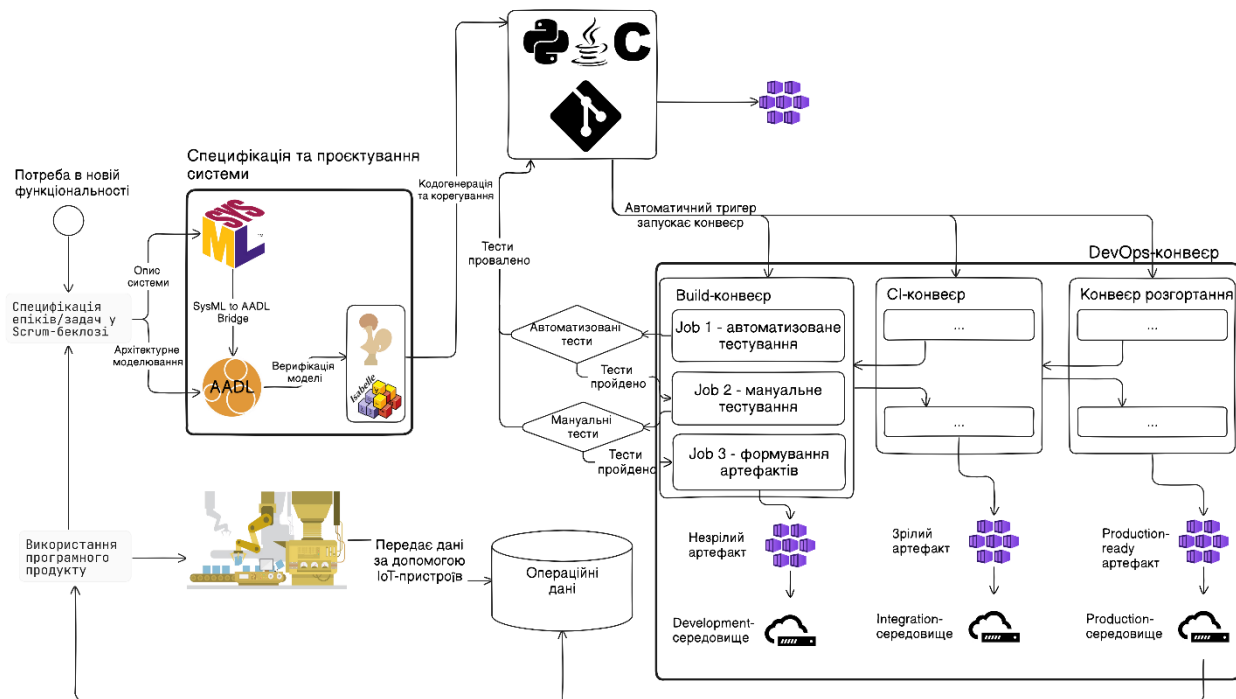 Потреба в новій
функціональності
Специфікація
епіків/задач у
Scrum-беклозі
Опис
системи
Архітектурне
моделювання
Специфікація та проєктування
системи
SYS
ML
SysML to AADL
Bridge
AADL
Верифікація
моделі
Isabelle
Кодогенерація
та корегування
C
Тести
провалено
Автоматичний тригер
запускає конвеєр
DevOps-конвеєр
Build-конвеєр
Job 1 - автоматизоване
тестування
Job 2 - мануальне
тестування
Job 3 - формування
артефактів
Автоматизовані
тести
Тести
пройдено
Мануальні
тести
Тести
пройдено
CI-конвеєр
...
...
Конвеєр розгортання
...
...
Незрілий
артефакт
Зрілий
артефакт
Production-
ready
артефакт
Development-
середовище
Integration-
середовище
Production-
середовище
Використання
програмного
продукту
Передає дані
за допомогою
IoT-пристроїв
Операційні
дані